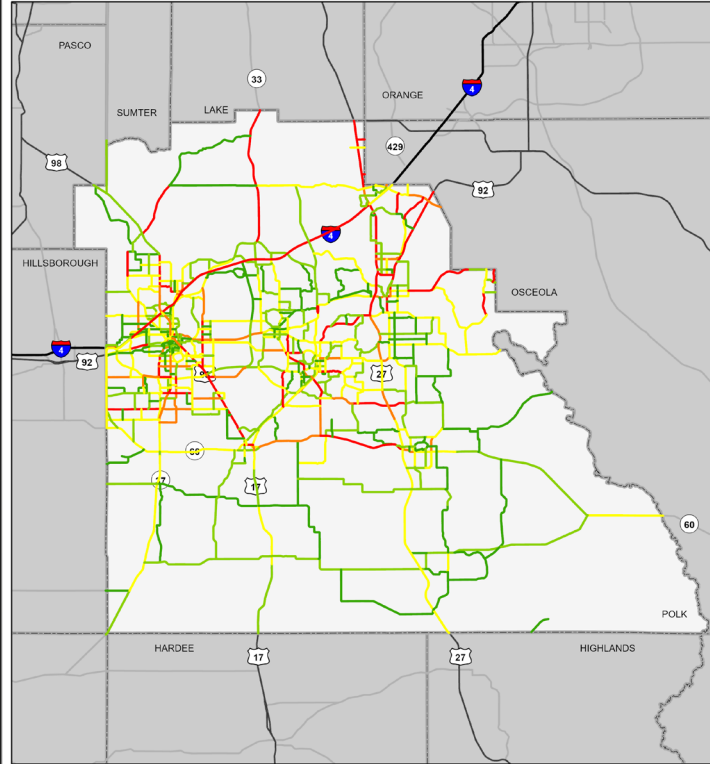 PASCO
33
4
ORANGE
SUMTER
LAKE
429
98
92
4
HILLSBOROUGH
OSCEOLA
4
92
27
17
60
POLK
HARDEE
HIGHLANDS
17
27